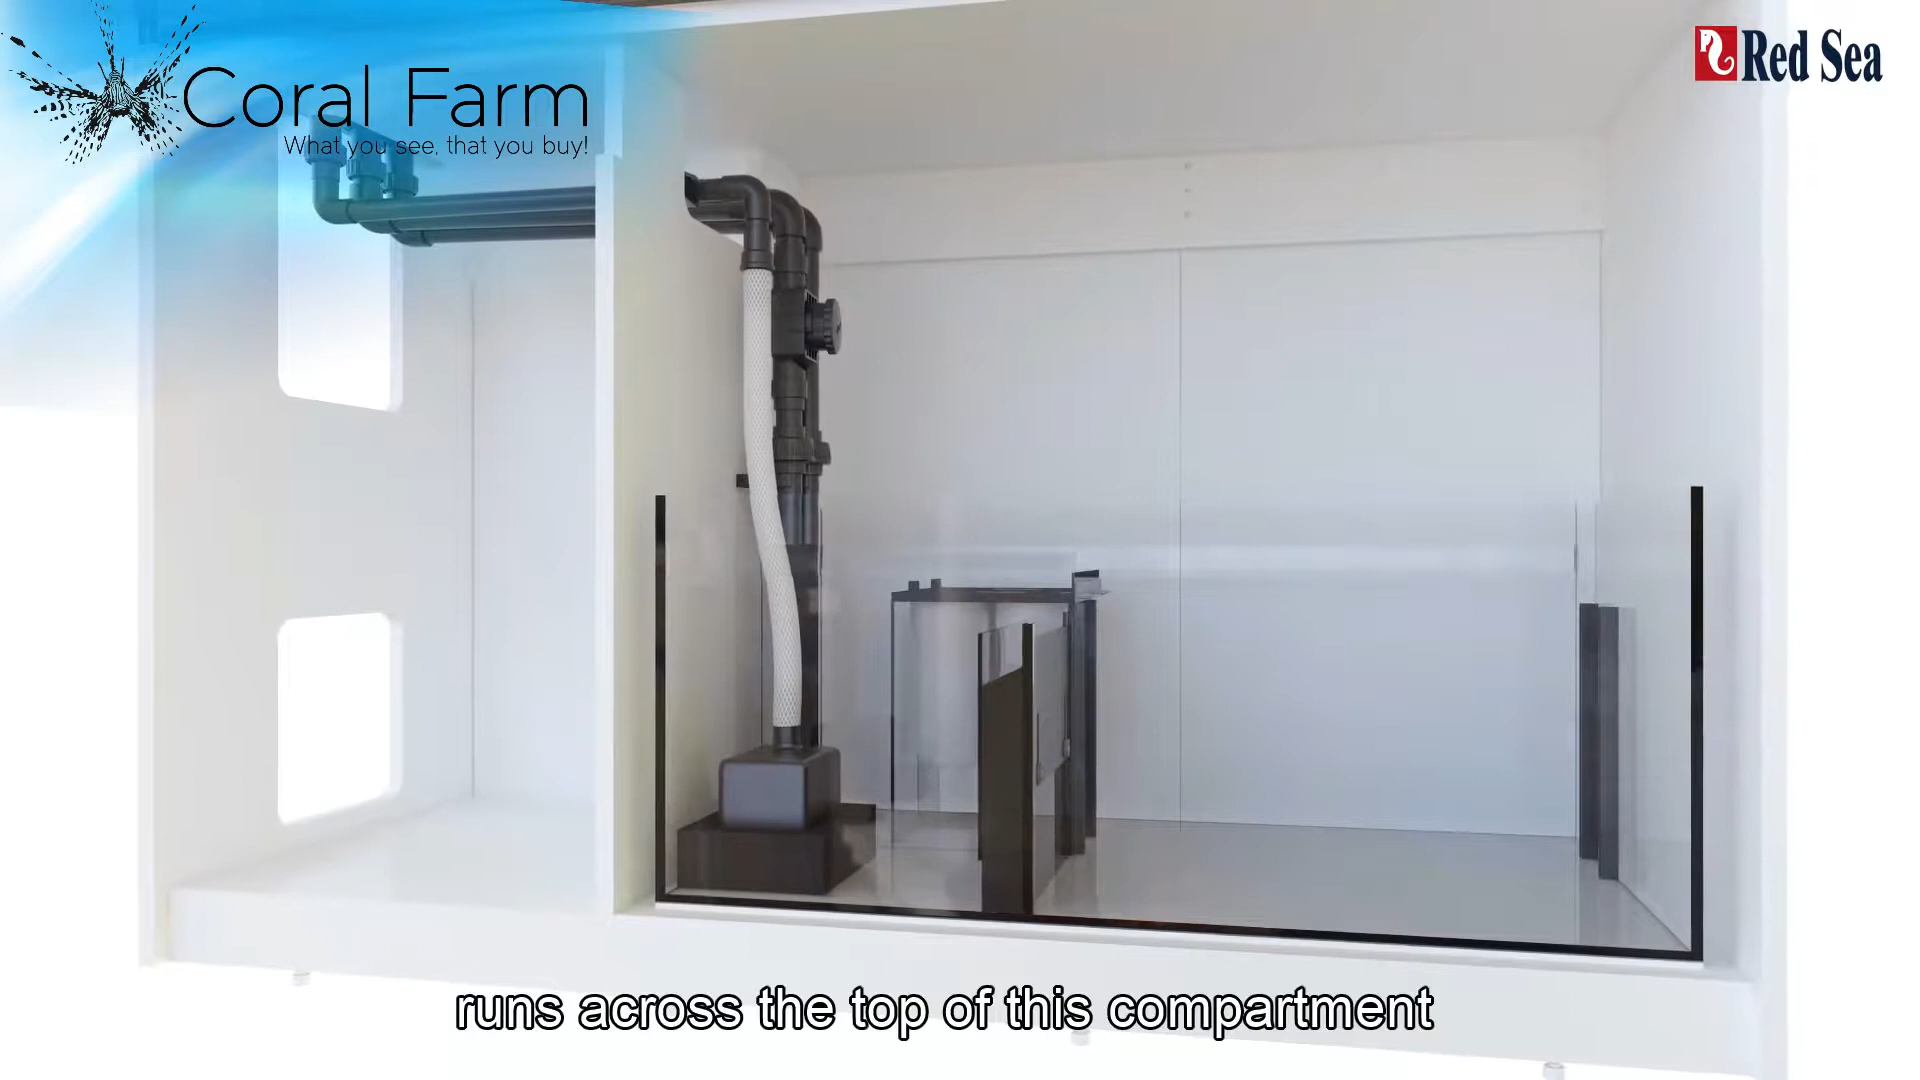 Coral Farm
What you see, that you buy!
Red Sea
runs across the top of this compartment